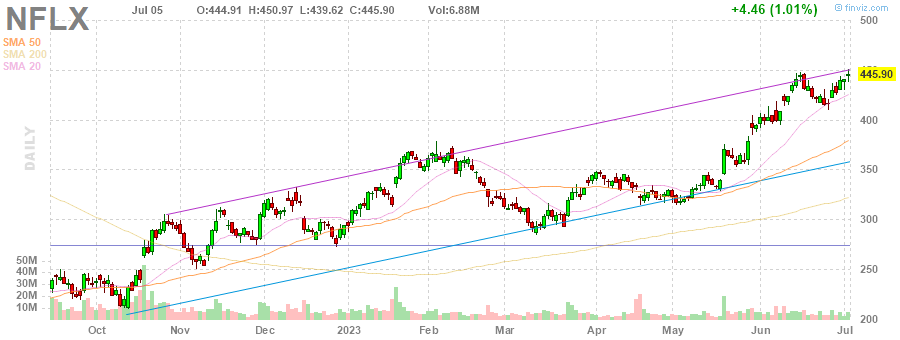 NFLX Jul 05 O:444.91 H:450.97 L:439.62 C:445.90 Vol:6.88M +4.46 (1.01%) © finviz.com
SMA 50
SMA 200
SMA 20
DAILY
500
445.90
400
350
300
250
200
50M
40M
30M
20M
10M
Oct Nov Dec 2023 Feb Mar Apr May Jun Jul